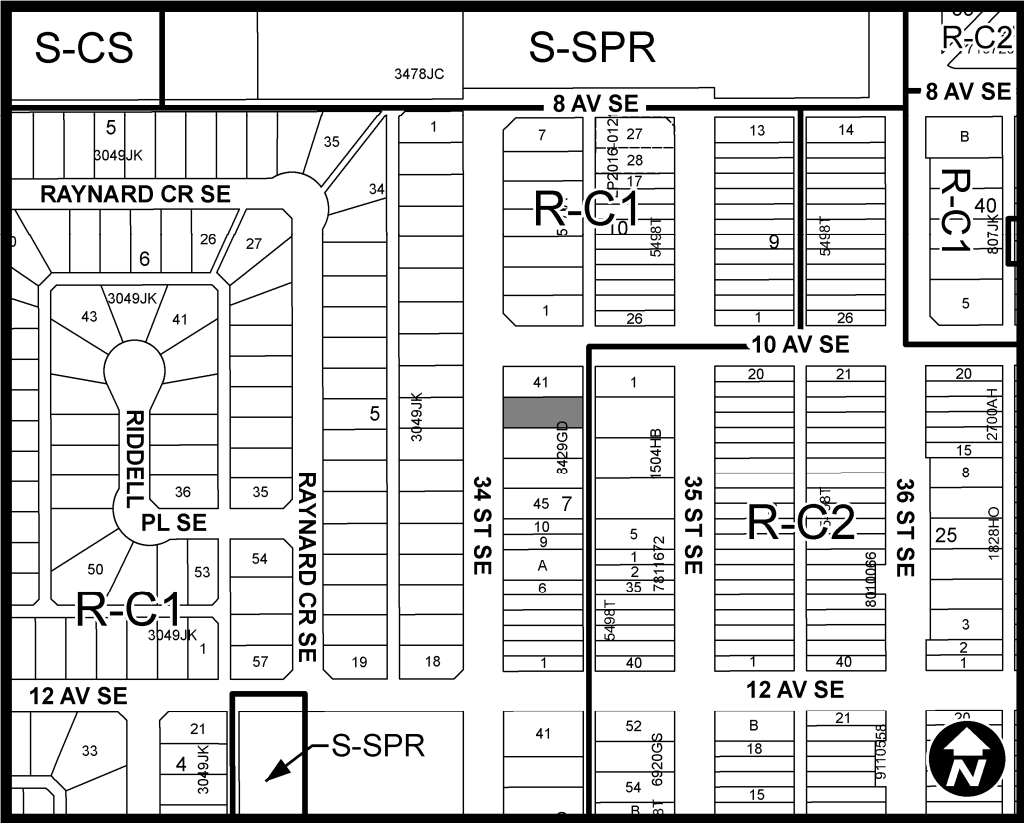 S-CS
S-SPR
3478JC
R-C2
8 AV SE
8 AV SE
5
3049JK
35
1
7
27
28
17
13
14
B
RAYNARD CR SE
34
R-C1
10
5498T
9
5498T
R-C1
40
807JK
26
27
6
3049JK
43
41
1
26
1
26
5
10 AV SE
41
1
20
21
20
RIDDELL
PL SE
5
3049JK
8429GD
1504HB
2700AH
15
8
36
35
RAYNARD CR SE
34 ST SE
45
7
10
9
A
6
35 ST SE
5
1
2
35
7811672
5498T
R-C2
36 ST SE
25
1828HO
8010066
50
53
54
R-C1
3049JK
1
57
19
18
1
40
1
40
3
2
1
12 AV SE
12 AV SE
33
21
4
3049JK
S-SPR
41
52
54
B
6920GS
B
18
15
21
9110558
20
N